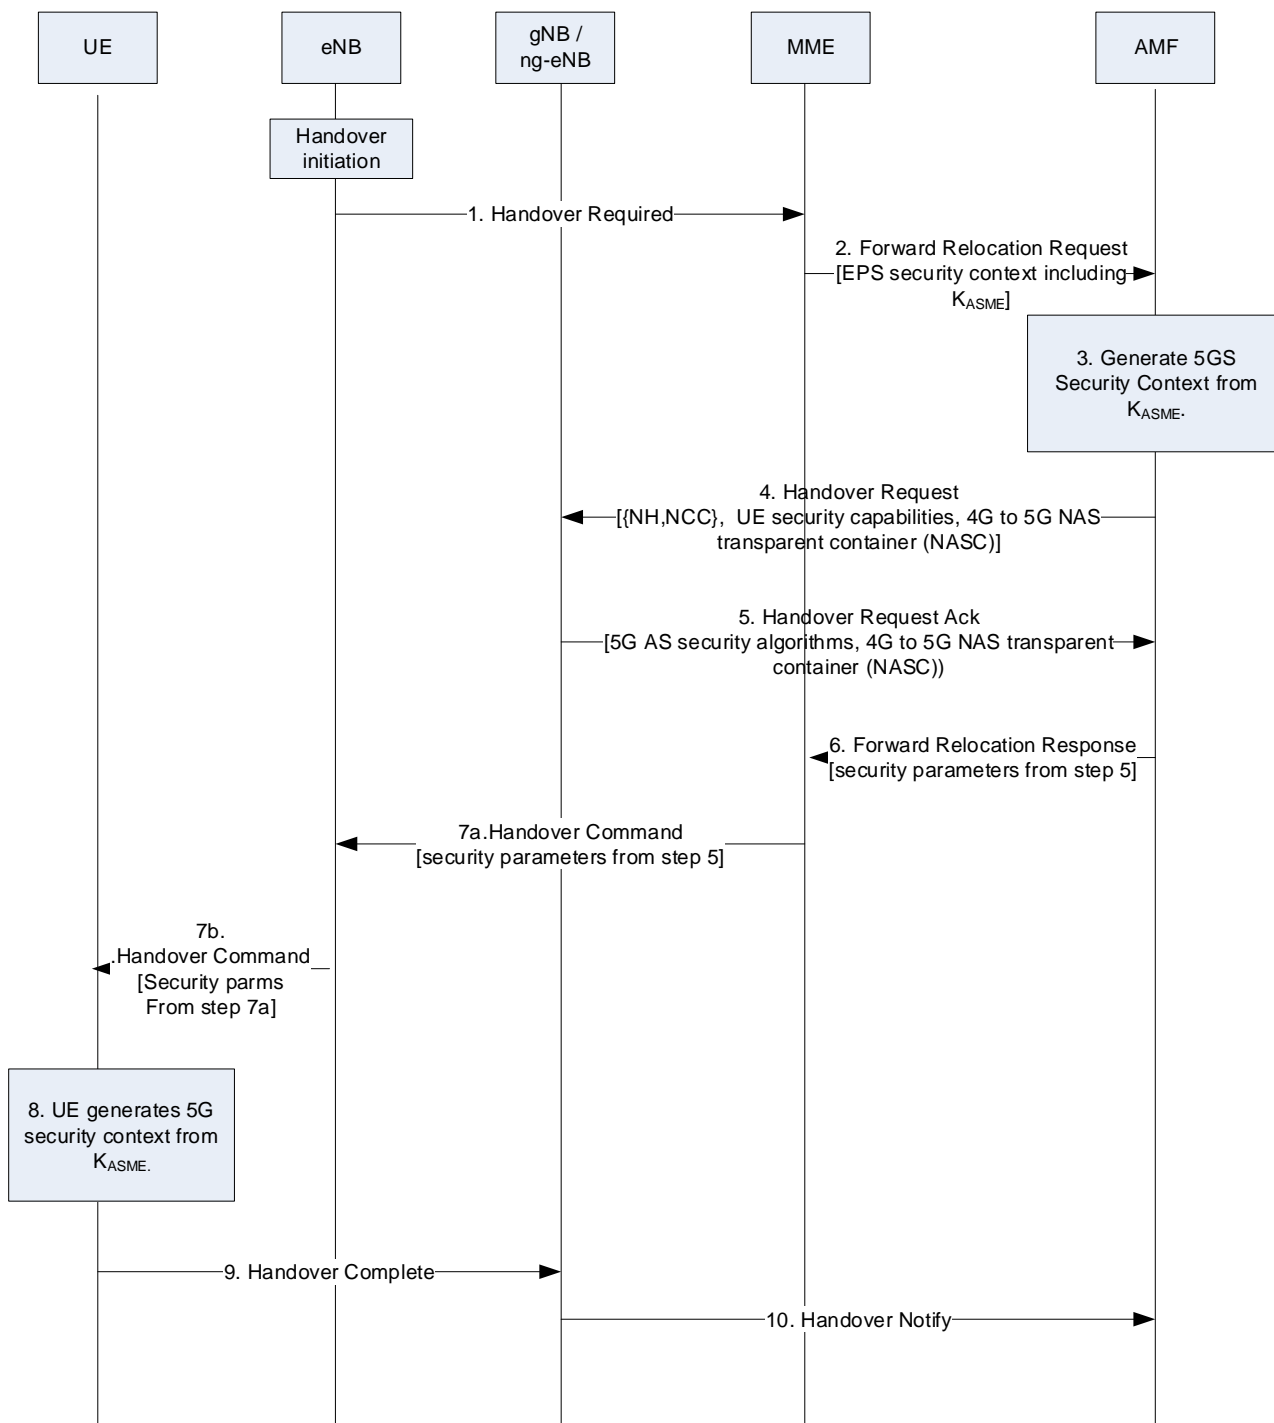 UE
eNB
gNB /
ng-eNB
MME
AMF
Handover
initiation
1. Handover Required
2. Forward Relocation Request
[EPS security context including
KASME]
3. Generate 5GS
Security Context from
KASME.
4. Handover Request
[{NH,NCC}, UE security capabilities, 4G to 5G NAS
transparent container (NASC)]
5. Handover Request Ack
[5G AS security algorithms, 4G to 5G NAS transparent
container (NASC))
6. Forward Relocation Response
[security parameters from step 5]
7a.Handover Command
[security parameters from step 5]
7b.
.Handover Command
[Security parms
From step 7a]
8. UE generates 5G
security context from
KASME.
9. Handover Complete
10. Handover Notify